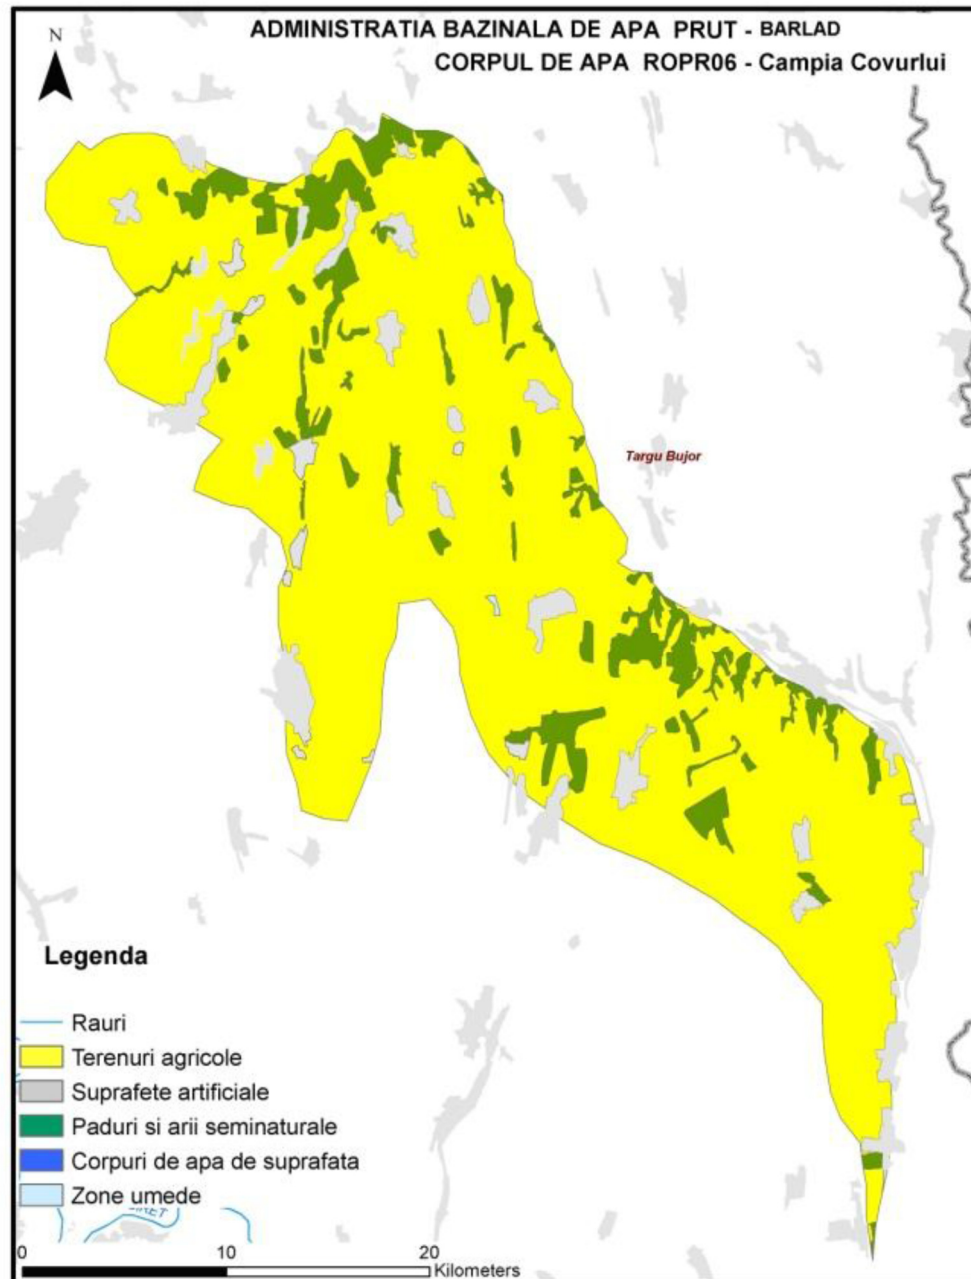 N
ADMINISTRATIA BAZINALA DE APA PRUT - BARLAD
CORPUL DE APA ROPR06 - Campia Covurlui
Targu Bujor
Legenda
Rauri
Terenuri agricole
Suprafete artificiale
Paduri si arii seminaturale
Corpuri de apa de suprafata
Zone umede
0 10 20
Kilometers